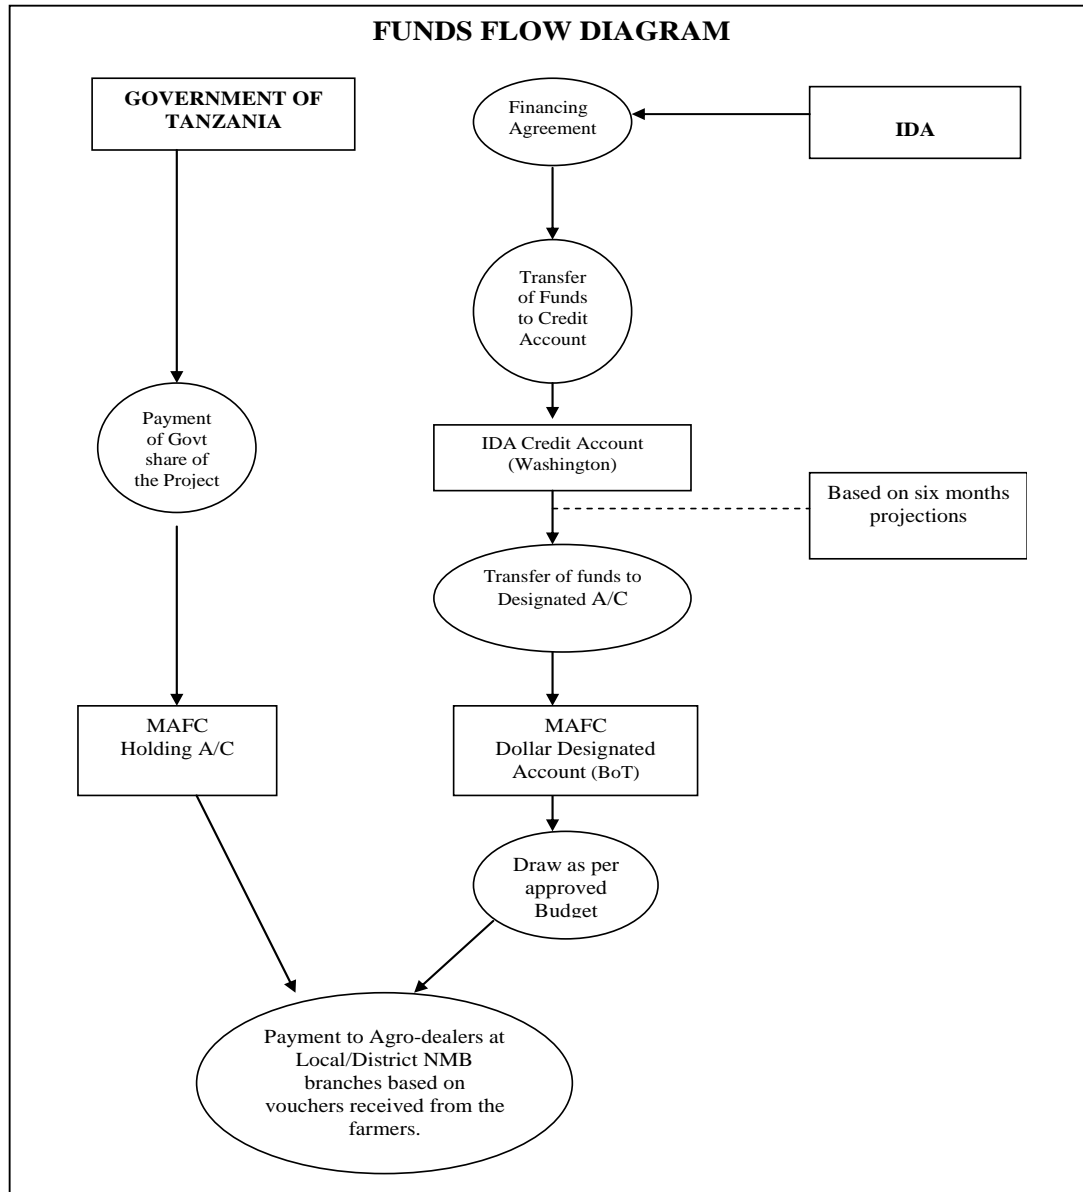 FUNDS FLOW DIAGRAM
GOVERNMENT OF
TANZANIA
Financing
Agreement
IDA
Transfer
of Funds
to Credit
Account
Payment
of Govt
share of
the Project
IDA Credit Account
(Washington)
Based on six months
projections
Transfer of funds to
Designated A/C
MAFC
Holding A/C
MAFC
Dollar Designated
Account (BoT)
Draw as per
approved
Budget
Payment to Agro-dealers at
Local/District NMB
branches based on
vouchers received from the
farmers.